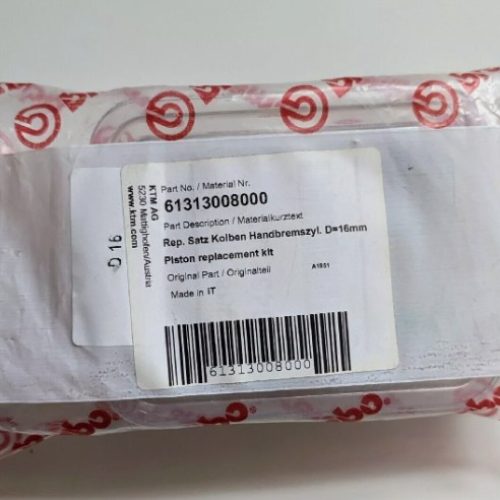 Part No. / Material Nr.
61313008000
Part Description / Materialkurztext
Rep. Satz Kolben Handbremszyl. D=16mm
Piston replacement kit
Original Part / Originalteil
A1551
Made in IT
61313008000
KTM AG
5230 Mattighofen/Austria
www.ktm.com
D 16